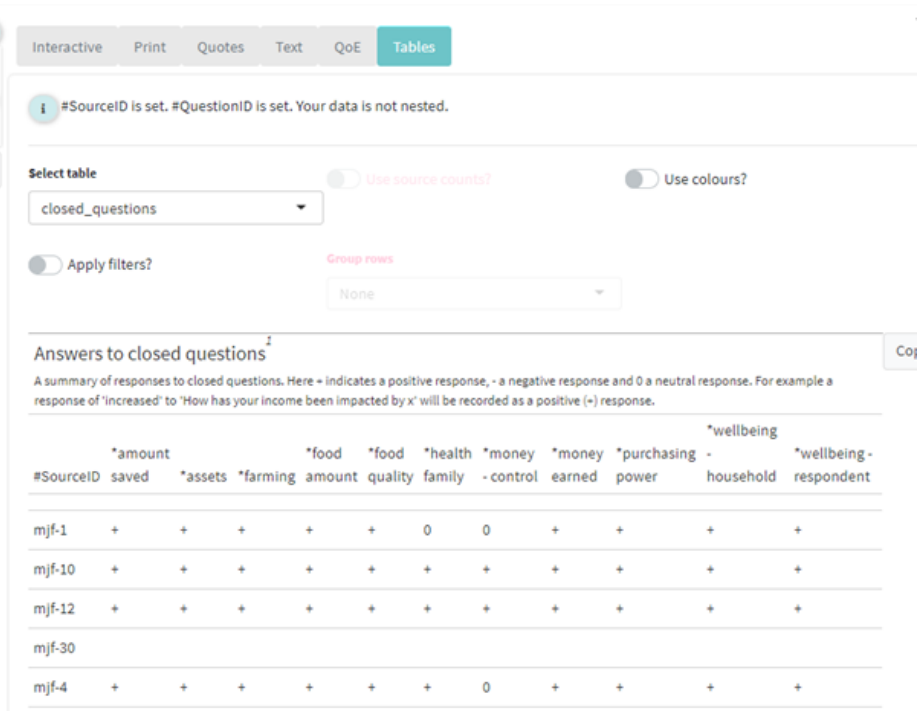 Interactive Print Quotes Text QoE Tables
i #SourceID is set. #QuestionID is set. Your data is not nested.
Select table
Use source counts?
Use colours?
closed_questions
Apply filters?
Group rows
None
Answers to closed questions 1
Cop
A summary of responses to closed questions. Here + indicates a positive response, - a negative response and 0 a neutral response. For example a
response of 'increased' to 'How has your income been impacted by x' will be recorded as a positive (+) response.
#SourceID *amount saved *assets *farming *food amount *food quality *health family *money - control *money earned *purchasing power *wellbeing - household *wellbeing - respondent
mjf-1 + + + + + 0 0 + + + +
mjf-10 + + + + + + + + + + +
mjf-12 + + + + + + + + + + +
mjf-30
mjf-4 + + + + + + 0 + + + +